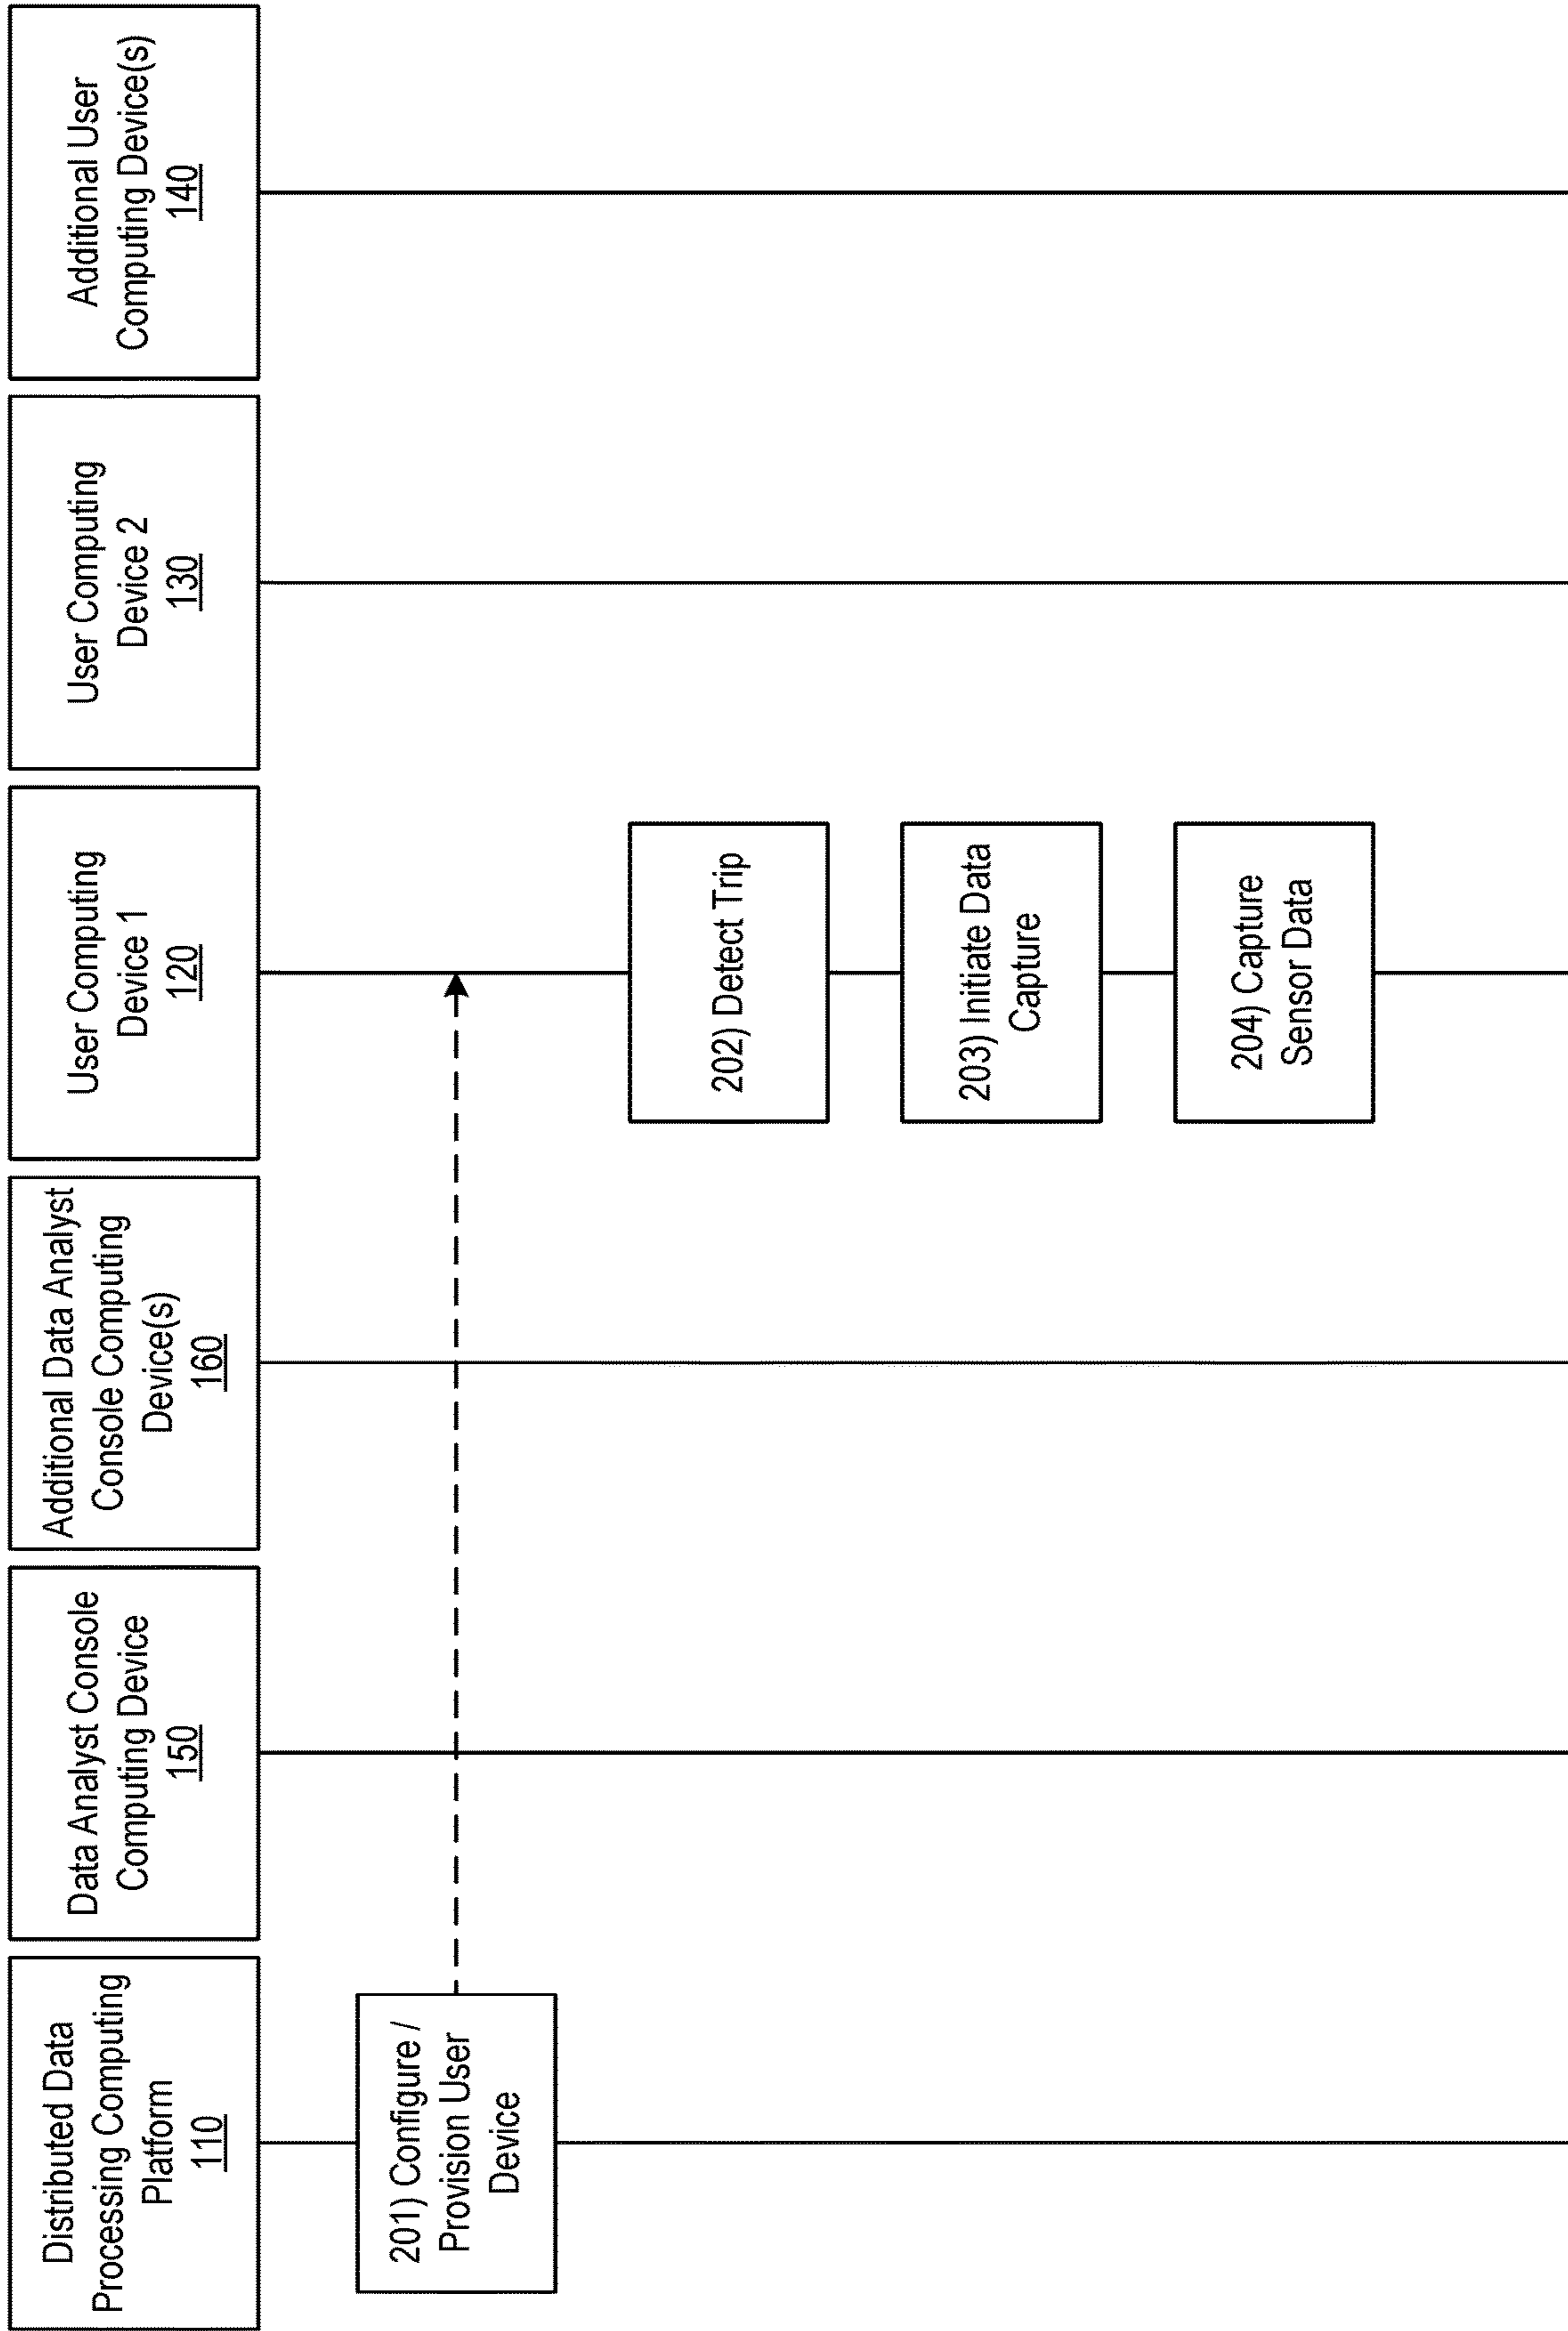 Distributed Data
Processing Computing
Platform
110
Data Analyst Console
Computing Device
150
Additional Data Analyst
Console Computing
Device(s)
160
User Computing
Device 1
120
User Computing
Device 2
130
Additional User
Computing Device(s)
140
201) Configure /
Provision User
Device
202) Detect Trip
203) Initiate Data
Capture
204) Capture
Sensor Data